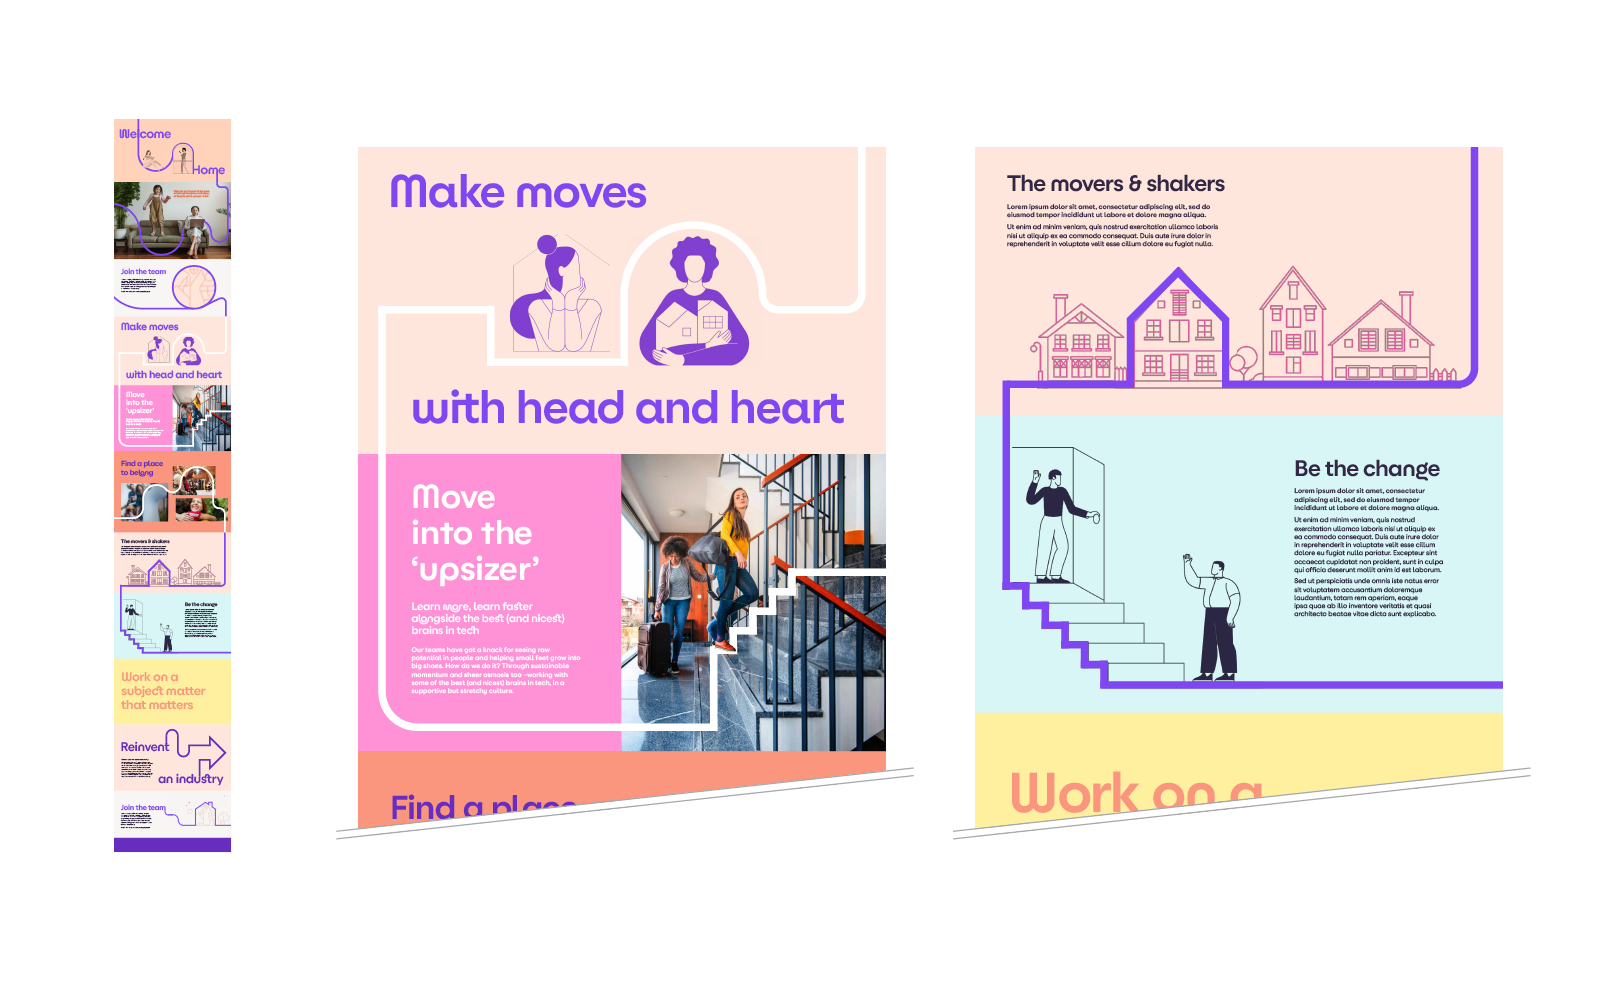 Welcome
Home
Join the team
Make moves
with head and heart
Move
into the
‘upsizer’
Find a place
to belong
The movers & shakers
Be the change
Work on a
subject matter
that matters
Reinvent
an industry
Join the team
Make moves
with head and heart
Move
into the
‘upsizer’
Learn more, learn faster
alongside the best (and nicest)
brains in tech
Our teams have got a knack for seeing raw
potential in people and helping small feet grow into
big shoes. How do we do it? Through sustainable
momentum and sheer osmosis too –working with
some of the best (and nicest) brains in tech, in a
supportive but stretchy culture.
Find a place
The movers & shakers
Lorem ipsum dolor sit amet, consectetur adipiscing elit, sed do
eiusmod tempor incididunt ut labore et dolore magna aliqua.
Ut enim ad minim veniam, quis nostrud exercitation ullamco laboris
nisi ut aliquip ex ea commodo consequat. Duis aute irure dolor in
reprehenderit in voluptate velit esse cillum dolore eu fugiat nulla.
Be the change
Lorem ipsum dolor sit amet, consectetur
adipiscing elit, sed do eiusmod tempor
incididunt ut labore et dolore magna aliqua.
Ut enim ad minim veniam, quis nostrud
exercitation ullamco laboris nisi ut aliquip ex
ea commodo consequat. Duis aute irure dolor
in reprehenderit in voluptate velit esse cillum
dolore eu fugiat nulla pariatur. Excepteur sint
occaecat cupidatat non proident, sunt in culpa
qui officia deserunt mollit anim id est laborum.
Sed ut perspiciatis unde omnis iste natus error
sit voluptatem accusantium doloremque
laudantium, totam rem aperiam, eaque
ipsa quae ab illo inventore veritatis et quasi
architecto beatae vitae dicta sunt explicabo.
Work on a